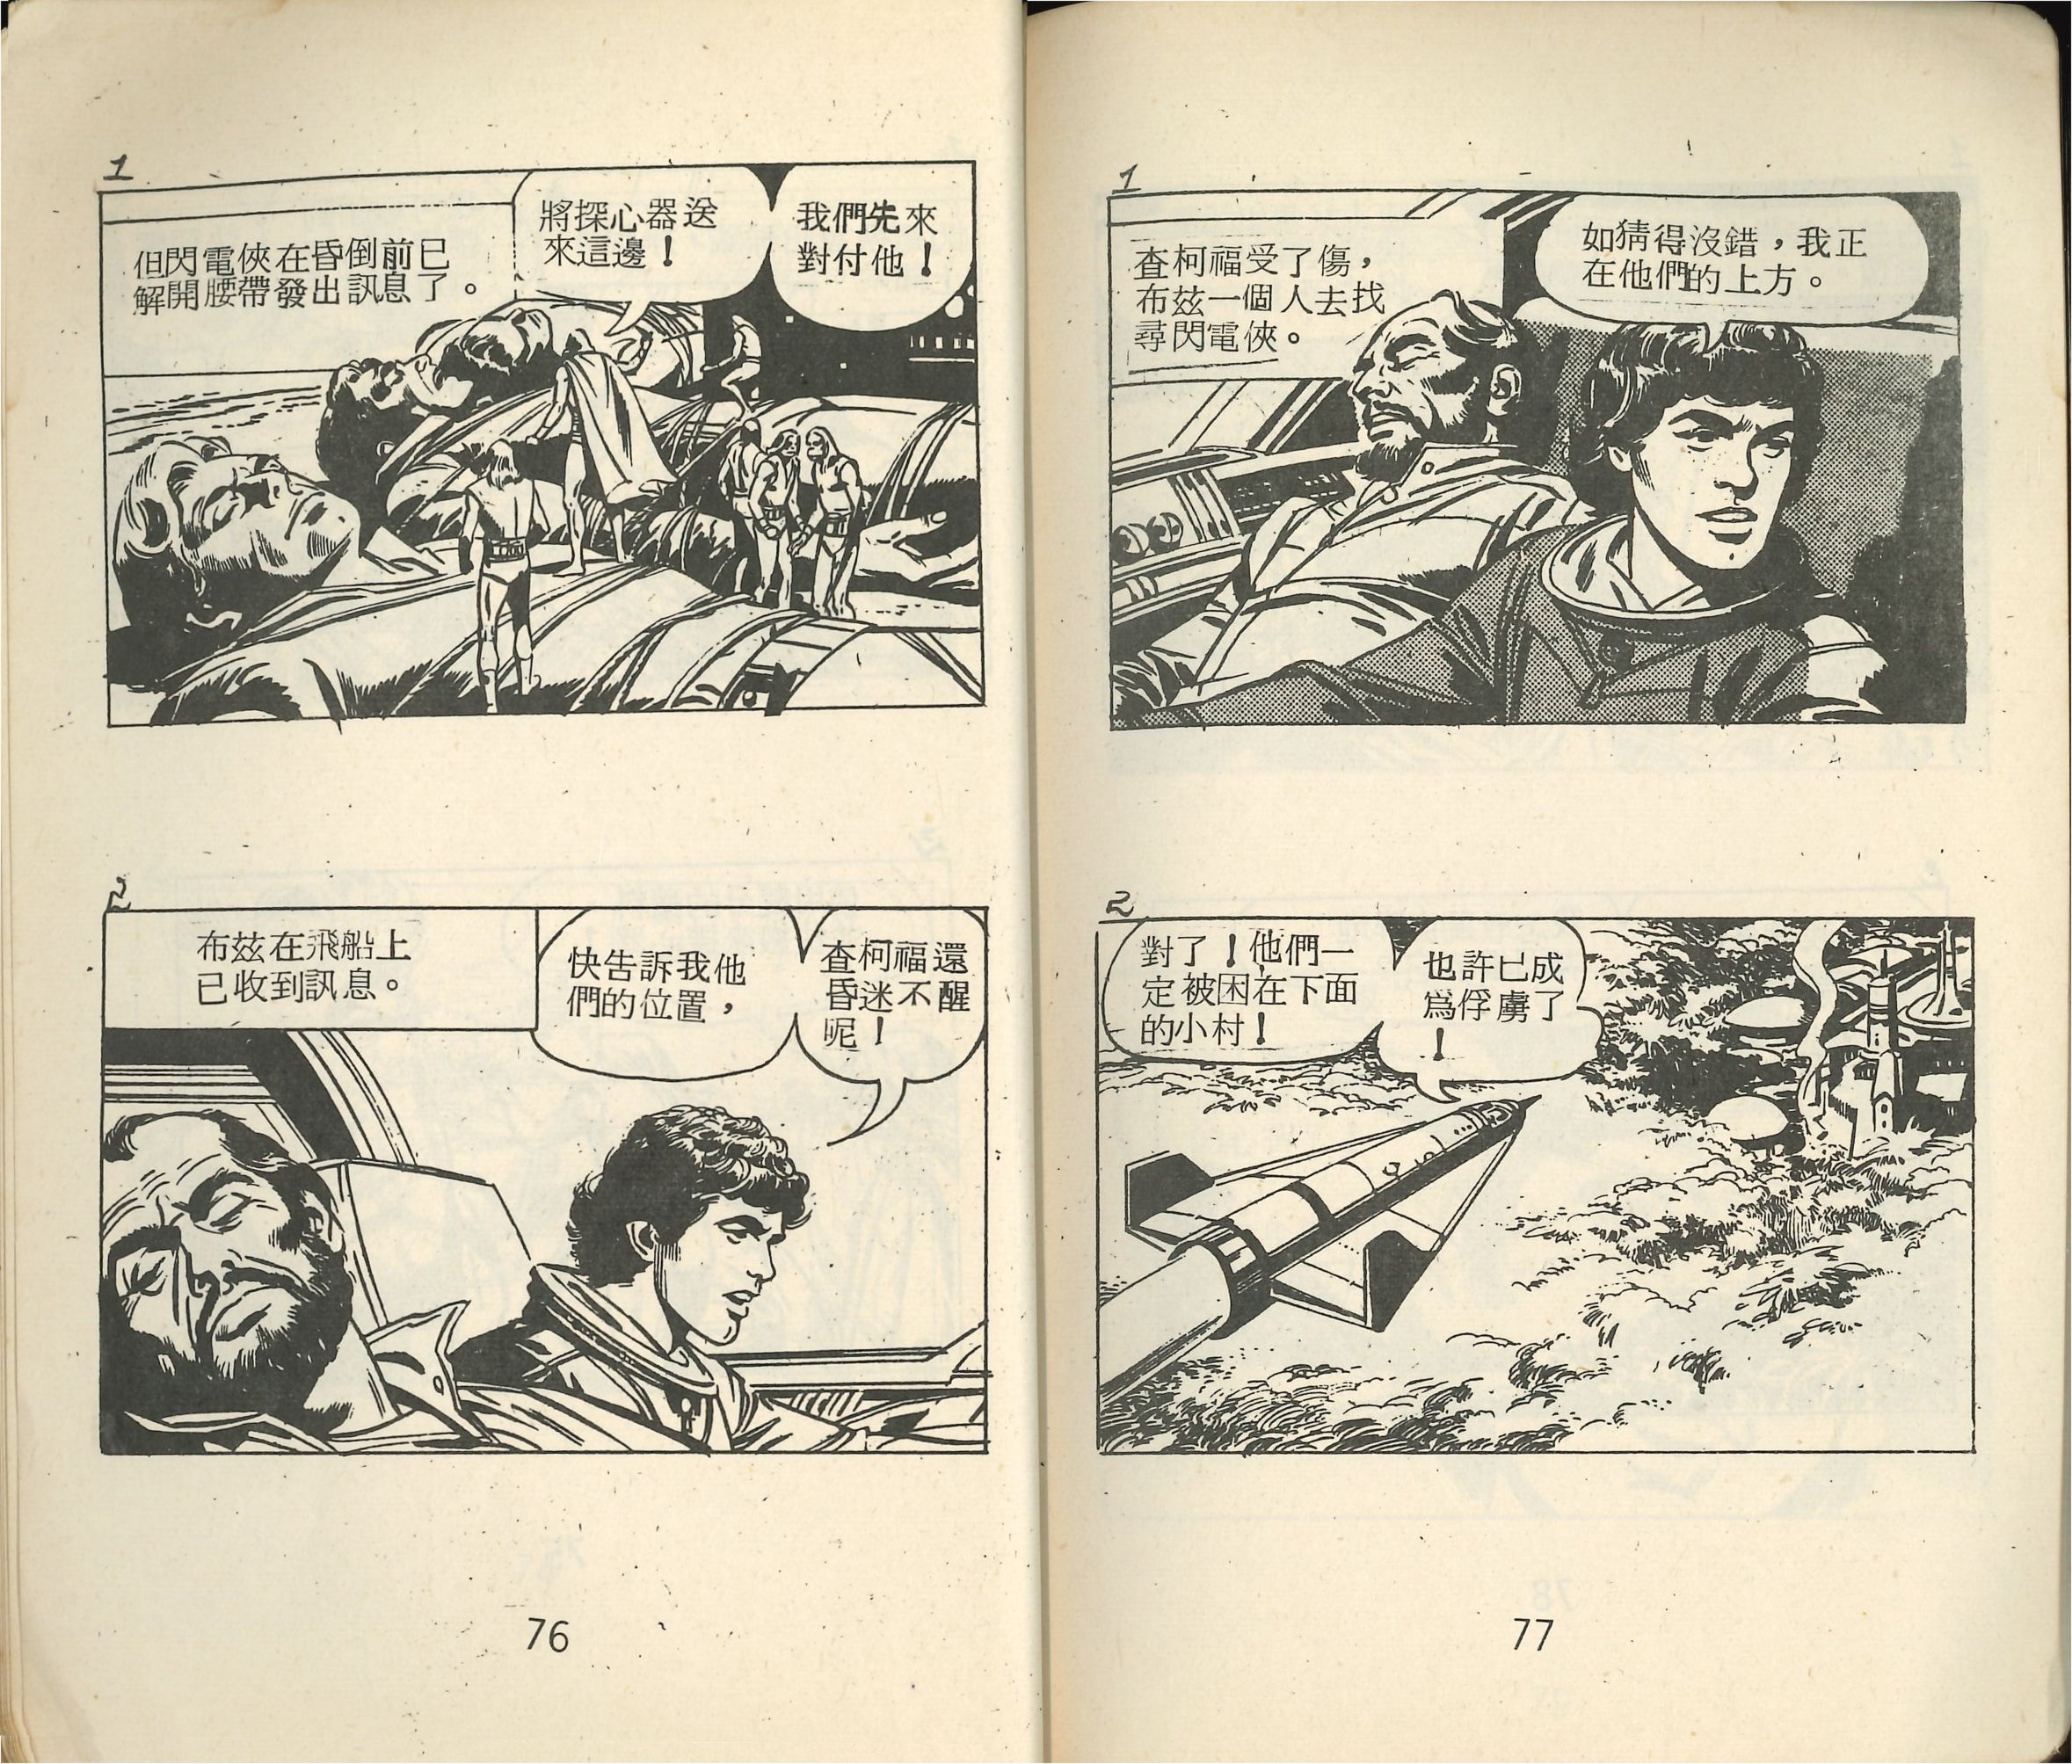 1
但閃電俠在昏倒前已
解開腰帶發出訊息了。
將探心器送
來這邊！
我們先來
對付他！
2
布茲在飛船上
已收到訊息。
快告訴我他
們的位置，
查柯福還
昏迷不醒
呢！
76
1
查柯福受了傷，
布茲一個人去找
尋閃電俠。
如猜得沒錯，我正
在他們的上方。
2
對了！他們一
定被困在下面
的小村！
也許已成
為俘虜了
！
77